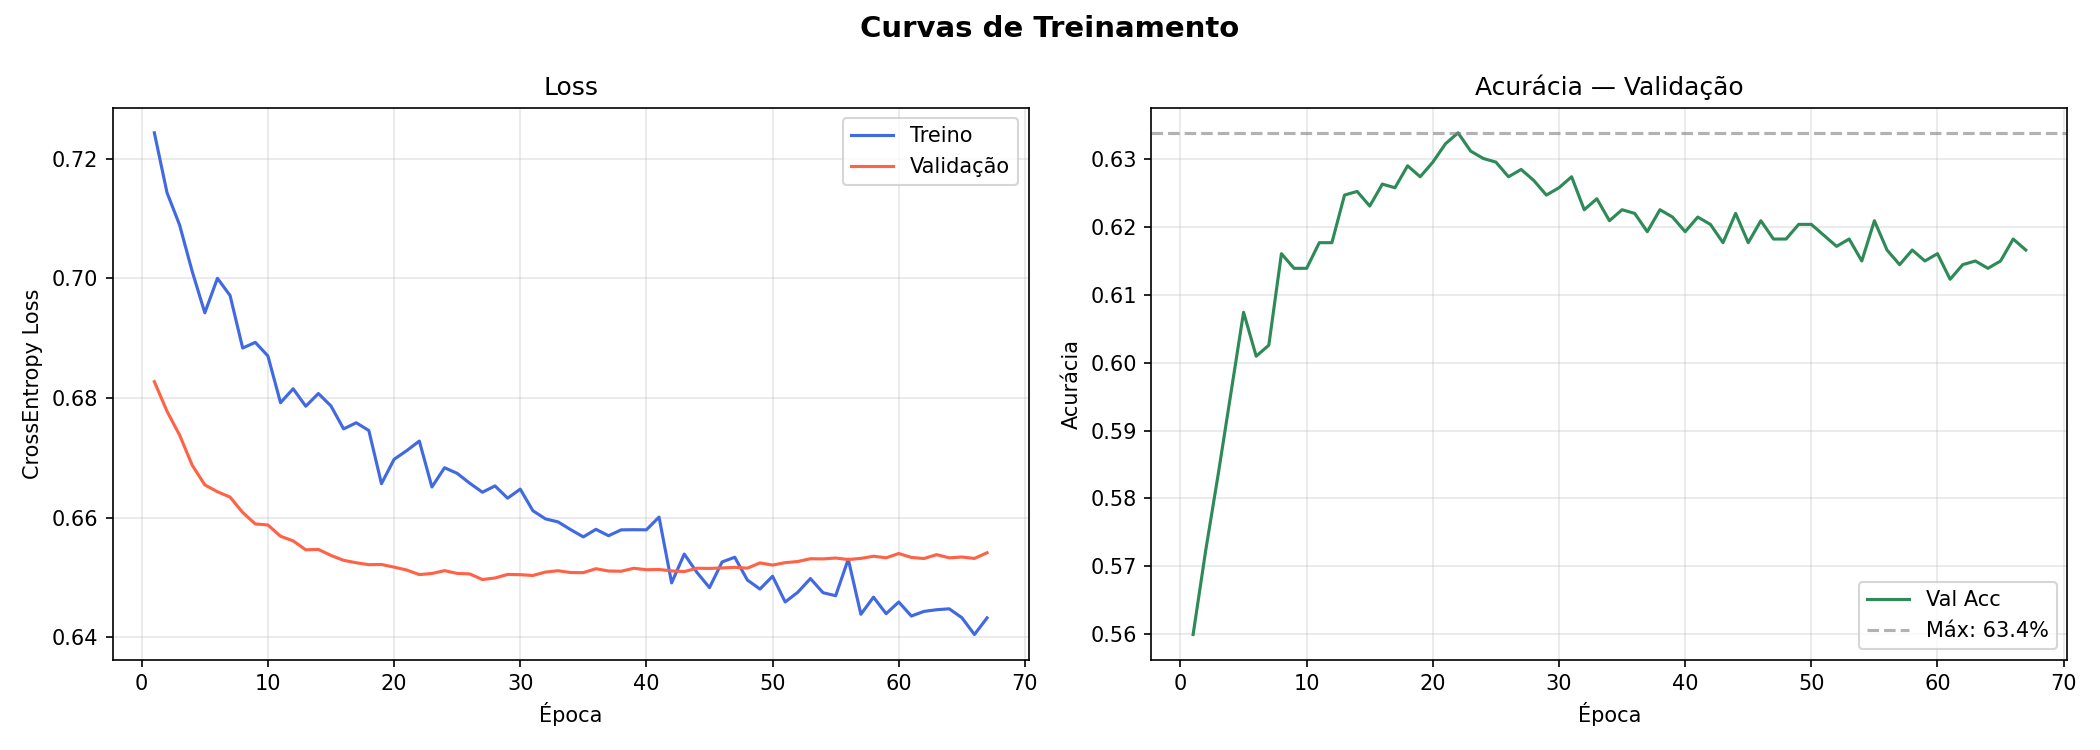 Curvas de Treinamento
Loss
CrossEntropy Loss
0.72
0.70
0.68
0.66
0.64
0 10 20 30 40 50 60 70
Época
Treino
Validação
Acurácia — Validação
Acurácia
0.63
0.62
0.61
0.60
0.59
0.58
0.57
0.56
0 10 20 30 40 50 60 70
Época
Val Acc
Máx: 63.4%